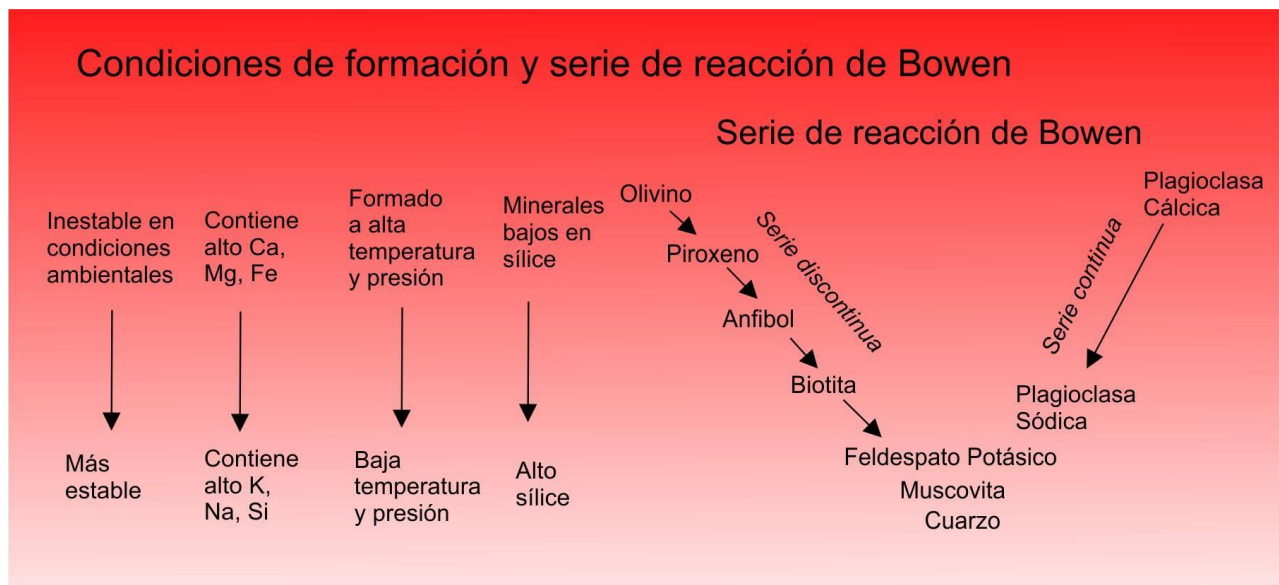 Condiciones de formación y serie de reacción de Bowen
Serie de reacción de Bowen
Inestable en
condiciones
ambientales
Más
estable
Contiene
alto Ca,
Mg, Fe
Contiene
alto K,
Na, Si
Formado
a alta
temperatura
y presión
Baja
temperatura
y presión
Minerales
bajos en
sílice
Alto
sílice
Olivino
Piroxeno
Anfibol
Biotita
Serie discontinua
Plagioclasa
Cálcica
Serie continua
Plagioclasa
Sódica
Feldespato Potásico
Muscovita
Cuarzo